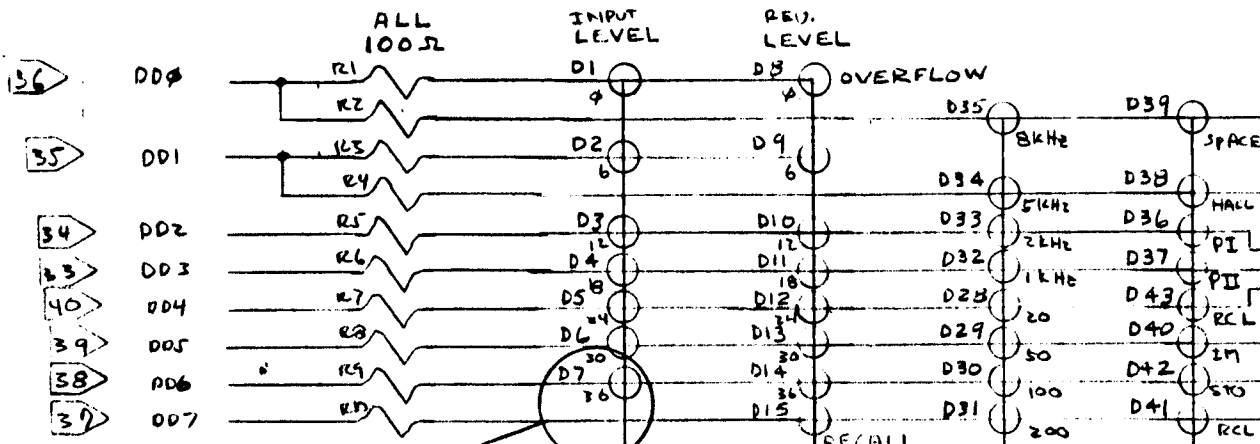 ALL 100Ω INPUT LEVEL REV. LEVEL
36 DDØ R1 D1 Ø D8 Ø OVERFLOW
R2 D35 8kHz D39 SPACE
35 DD1 R3 D2 6 D9 6
R4 D34 5kHz D38 HALL
34 DD2 R5 D3 12 D10 12 D33 2kHz D36 PI
33 DD3 R6 D4 18 D11 18 D32 1kHz D37 PII
40 DD4 R7 D5 24 D12 24 D28 20 D43 RCL
39 DD5 R8 D6 30 D13 30 D29 50 D40 IM
38 DD6 R9 D7 36 D14 36 D30 100 D42 STO
37 DD7 R10 D15 RECALL D31 200 D41 RCL